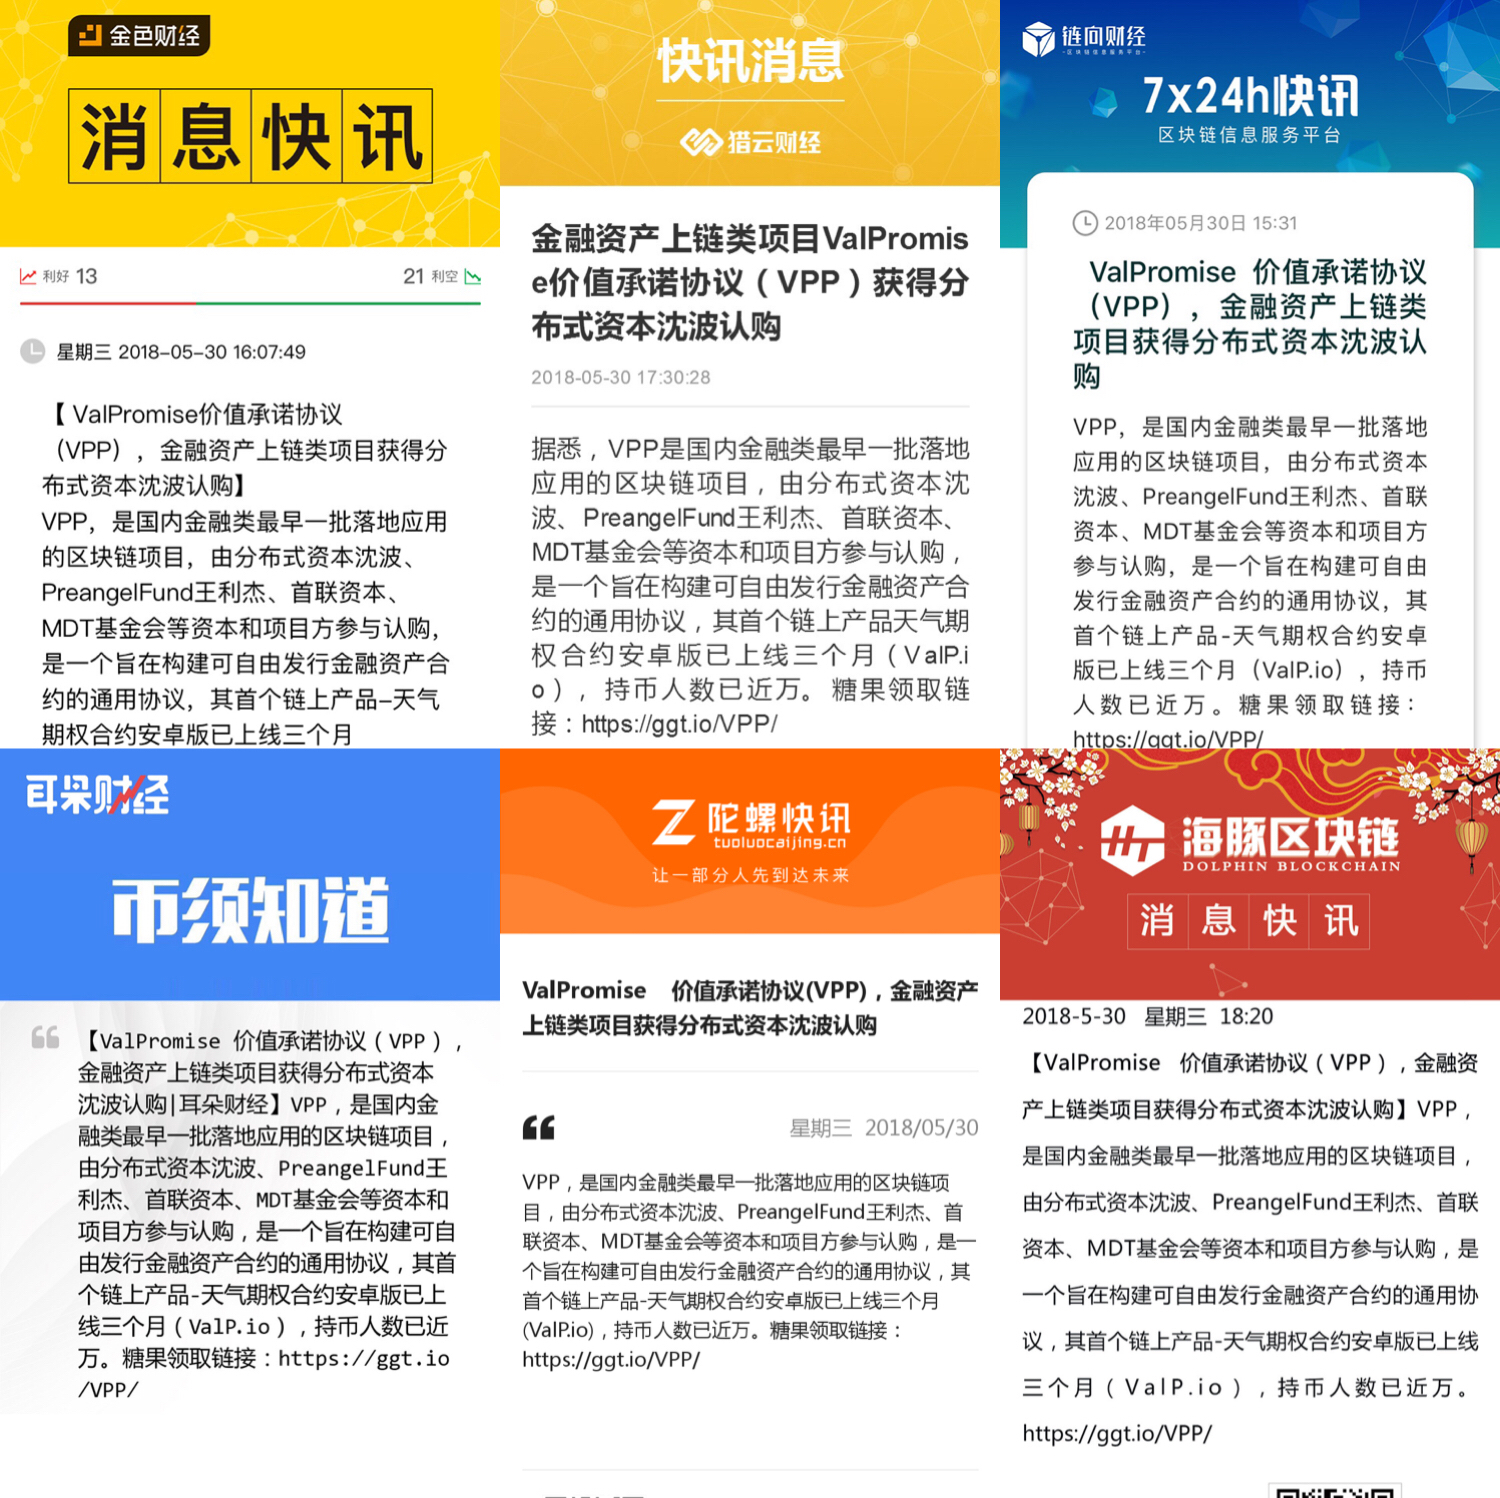 金色财经
消息快讯
利好 13
21 利空
星期三 2018-05-30 16:07:49
【 ValPromise价值承诺协议
（VPP），金融资产上链类项目获得分
布式资本沈波认购】
VPP，是国内金融类最早一批落地应用
的区块链项目，由分布式资本沈波、
PreangelFund王利杰、首联资本、
MDT基金会等资本和项目方参与认购，
是一个旨在构建可自由发行金融资产合
约的通用协议，其首个链上产品-天气
期权合约安卓版已上线三个月
快讯消息
猎云财经
金融资产上链类项目ValPromis
e价值承诺协议（VPP）获得分
布式资本沈波认购
2018-05-30 17:30:28
据悉，VPP是国内金融类最早一批落地
应用的区块链项目，由分布式资本沈
波、PreangelFund王利杰、首联资本、
MDT基金会等资本和项目方参与认购，
是一个旨在构建可自由发行金融资产合
约的通用协议，其首个链上产品天气期
权合约安卓版已上线三个月（ValP.i
o），持币人数已近万。糖果领取链
接：https://ggt.io/VPP/
链向财经
-区块链信息服务平台-
7x24h快讯
区块链信息服务平台
2018年05月30日 15:31
ValPromise 价值承诺协议
（VPP），金融资产上链类
项目获得分布式资本沈波认
购
VPP，是国内金融类最早一批落地
应用的区块链项目，由分布式资本
沈波、PreangelFund王利杰、首联
资本、MDT基金会等资本和项目方
参与认购，是一个旨在构建可自由
发行金融资产合约的通用协议，其
首个链上产品-天气期权合约安卓
版已上线三个月（ValP.io），持币
人数已近万。糖果领取链接：
https://ggt.io/VPP/
耳朵财经
币须知道
【ValPromise 价值承诺协议（VPP），
金融资产上链类项目获得分布式资本
沈波认购|耳朵财经】VPP，是国内金
融类最早一批落地应用的区块链项目，
由分布式资本沈波、PreangelFund王
利杰、首联资本、MDT基金会等资本和
项目方参与认购，是一个旨在构建可自
由发行金融资产合约的通用协议，其首
个链上产品-天气期权合约安卓版已上
线三个月（ValP.io），持币人数已近
万。糖果领取链接：https://ggt.io
/VPP/
陀螺快讯
tuoluocaijing.cn
让一部分人先到达未来
ValPromise 价值承诺协议(VPP)，金融资产
上链类项目获得分布式资本沈波认购
星期三 2018/05/30
VPP，是国内金融类最早一批落地应用的区块链项
目，由分布式资本沈波、PreangelFund王利杰、首
联资本、MDT基金会等资本和项目方参与认购，是一
个旨在构建可自由发行金融资产合约的通用协议，其
首个链上产品-天气期权合约安卓版已上线三个月
(ValP.io)，持币人数已近万。糖果领取链接：
https://ggt.io/VPP/
海豚区块链
DOLPHIN BLOCKCHAIN
消息快讯
2018-5-30 星期三 18:20
【ValPromise 价值承诺协议（VPP），金融资
产上链类项目获得分布式资本沈波认购】VPP，
是国内金融类最早一批落地应用的区块链项目，
由分布式资本沈波、PreangelFund王利杰、首联
资本、MDT基金会等资本和项目方参与认购，是
一个旨在构建可自由发行金融资产合约的通用协
议，其首个链上产品-天气期权合约安卓版已上线
三个月（ValP.io），持币人数已近万。
https://ggt.io/VPP/